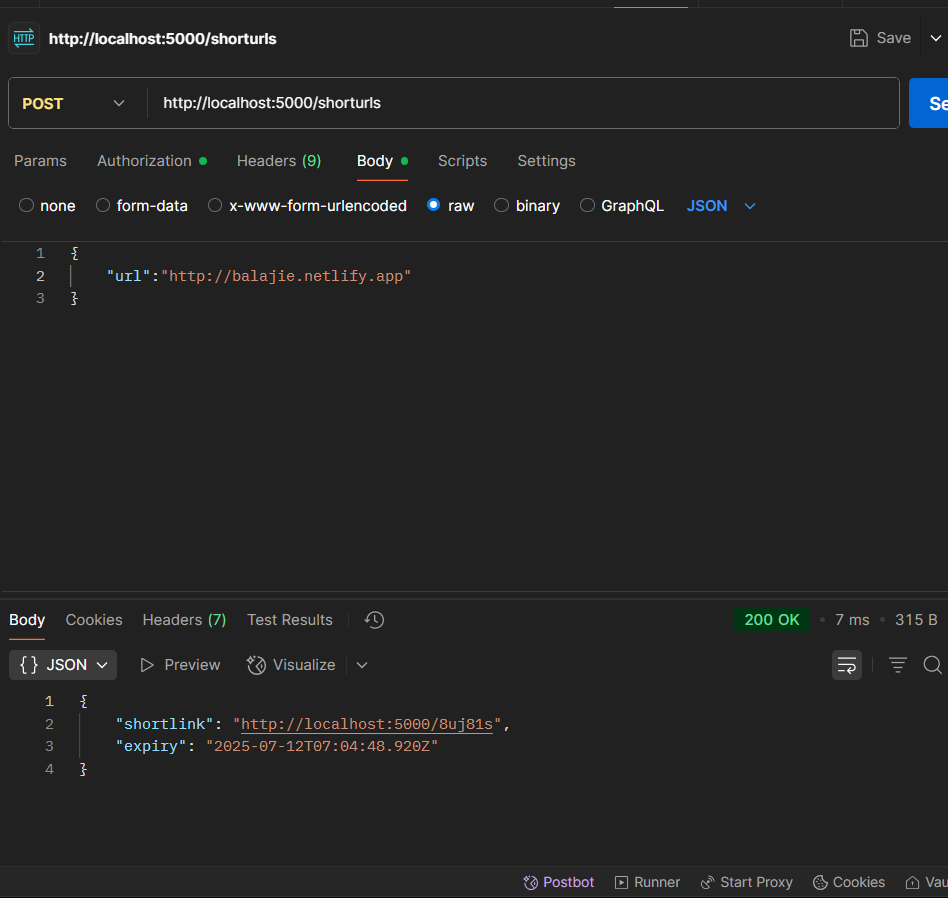 HTTP http://localhost:5000/shorturls Save
POST http://localhost:5000/shorturls Se
Params Authorization Headers (9) Body Scripts Settings
none form-data x-www-form-urlencoded raw binary GraphQL JSON
1 {
2 "url":"http://balajie.netlify.app"
3 }
Body Cookies Headers (7) Test Results 200 OK • 7 ms • 315 B
{} JSON Preview Visualize
1 {
2 "shortlink": "http://localhost:5000/8uj81s",
3 "expiry": "2025-07-12T07:04:48.920Z"
4 }
Postbot Runner Start Proxy Cookies Vau